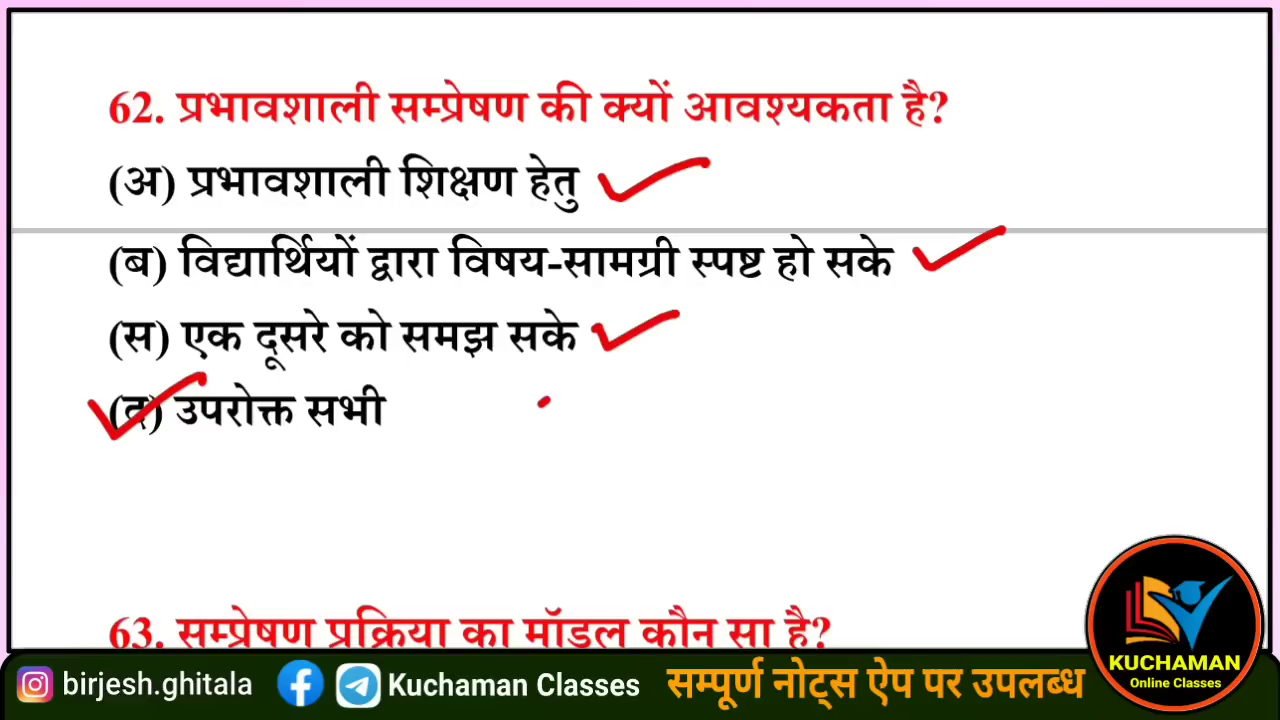 62. प्रभावशाली सम्प्रेषण की क्यों आवश्यकता है?
(अ) प्रभावशाली शिक्षण हेतु
(ब) विद्यार्थियों द्वारा विषय-सामग्री स्पष्ट हो सके
(स) एक दूसरे को समझ सके
(द) उपरोक्त सभी
63. सम्प्रेषण प्रक्रिया का मॉडल कौन सा है?
birjesh.ghitala Kuchaman Classes सम्पूर्ण नोट्स ऐप पर उपलब्ध
KUCHAMAN
Online Classes